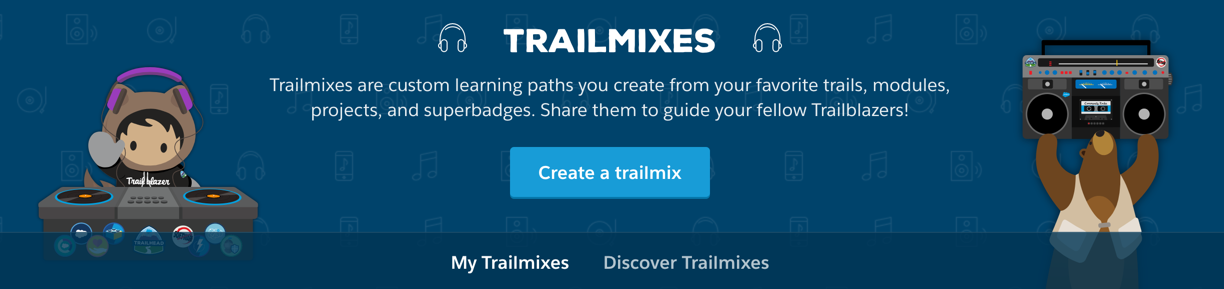 TRAILMIXES
Trailmixes are custom learning paths you create from your favorite trails, modules,
projects, and superbadges. Share them to guide your fellow Trailblazers!
Create a trailmix
Trailblazer
TRAILHEAD
My Trailmixes
Discover Trailmixes